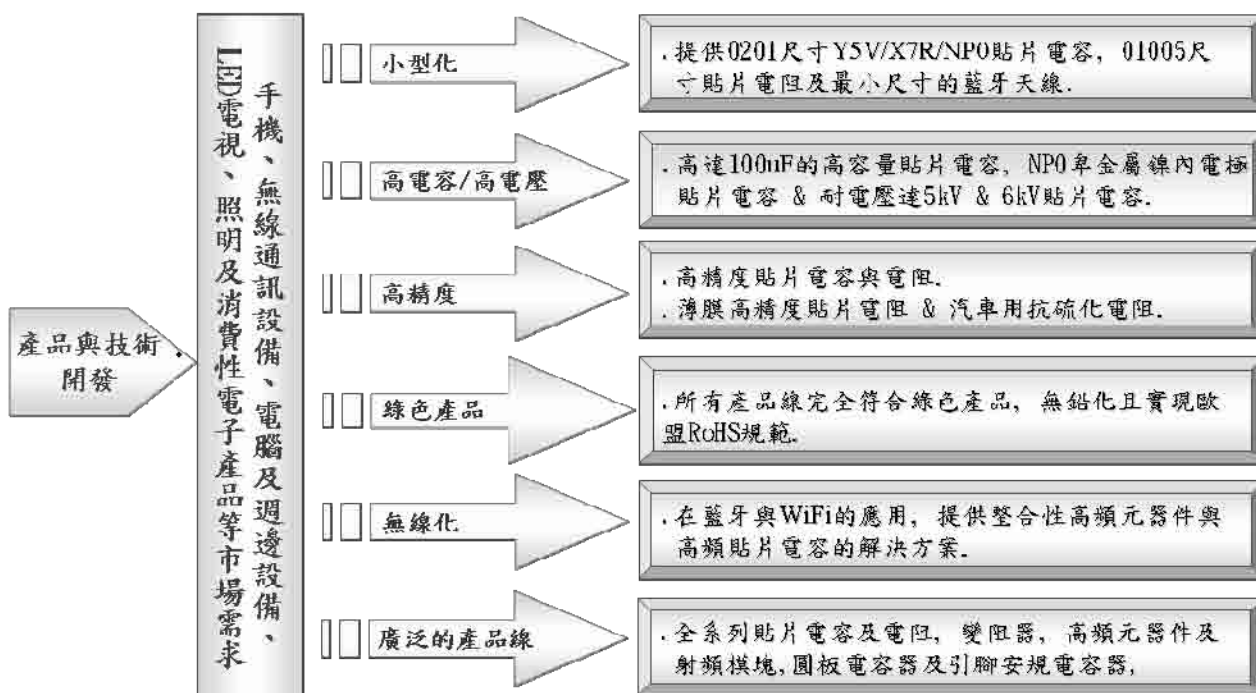 產品與技術
開發
手機、無線通訊設備、電腦及週邊設備、
LED電視、照明及消費性電子產品等市場需求
小型化
.提供0201尺寸Y5V/X7R/NPO貼片電容, 01005尺
寸貼片電阻及最小尺寸的藍牙天線.
高電容/高電壓
.高達100uF的高容量貼片電容, NPO卑金屬鎳內電極
貼片電容 & 耐電壓達5kV & 6kV貼片電容.
高精度
.高精度貼片電容與電阻.
.薄膜高精度貼片電阻 & 汽車用抗硫化電阻.
綠色產品
.所有產品線完全符合綠色產品, 無鉛化且實現歐
盟RoHS規範.
無線化
.在藍牙與WiFi的應用, 提供整合性高頻元器件與
高頻貼片電容的解決方案.
廣泛的產品線
.全系列貼片電容及電阻, 變阻器, 高頻元器件及
射頻模塊,圓板電容器及引腳安規電容器,